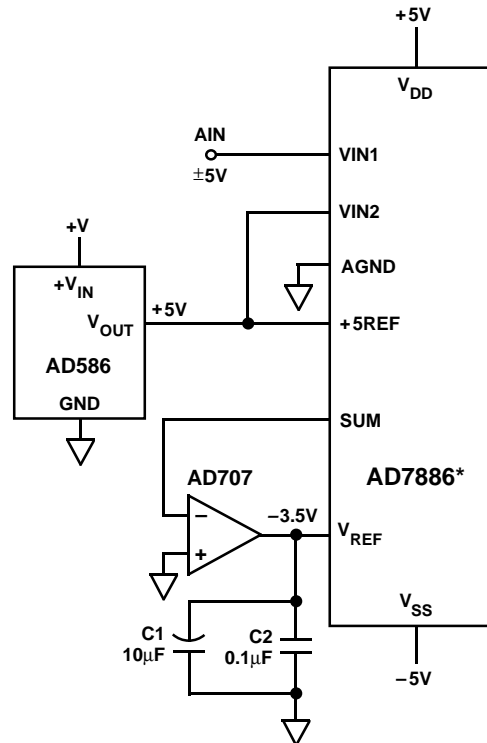 +5V
VDD
AIN
±5V
VIN1
VIN2
+V
AGND
+VIN
+5V
VOUT
+5REF
AD586
GND
SUM
AD707
AD7886*
–
–3.5V
VREF
+
VSS
C1
10µF
C2
0.1µF
–5V